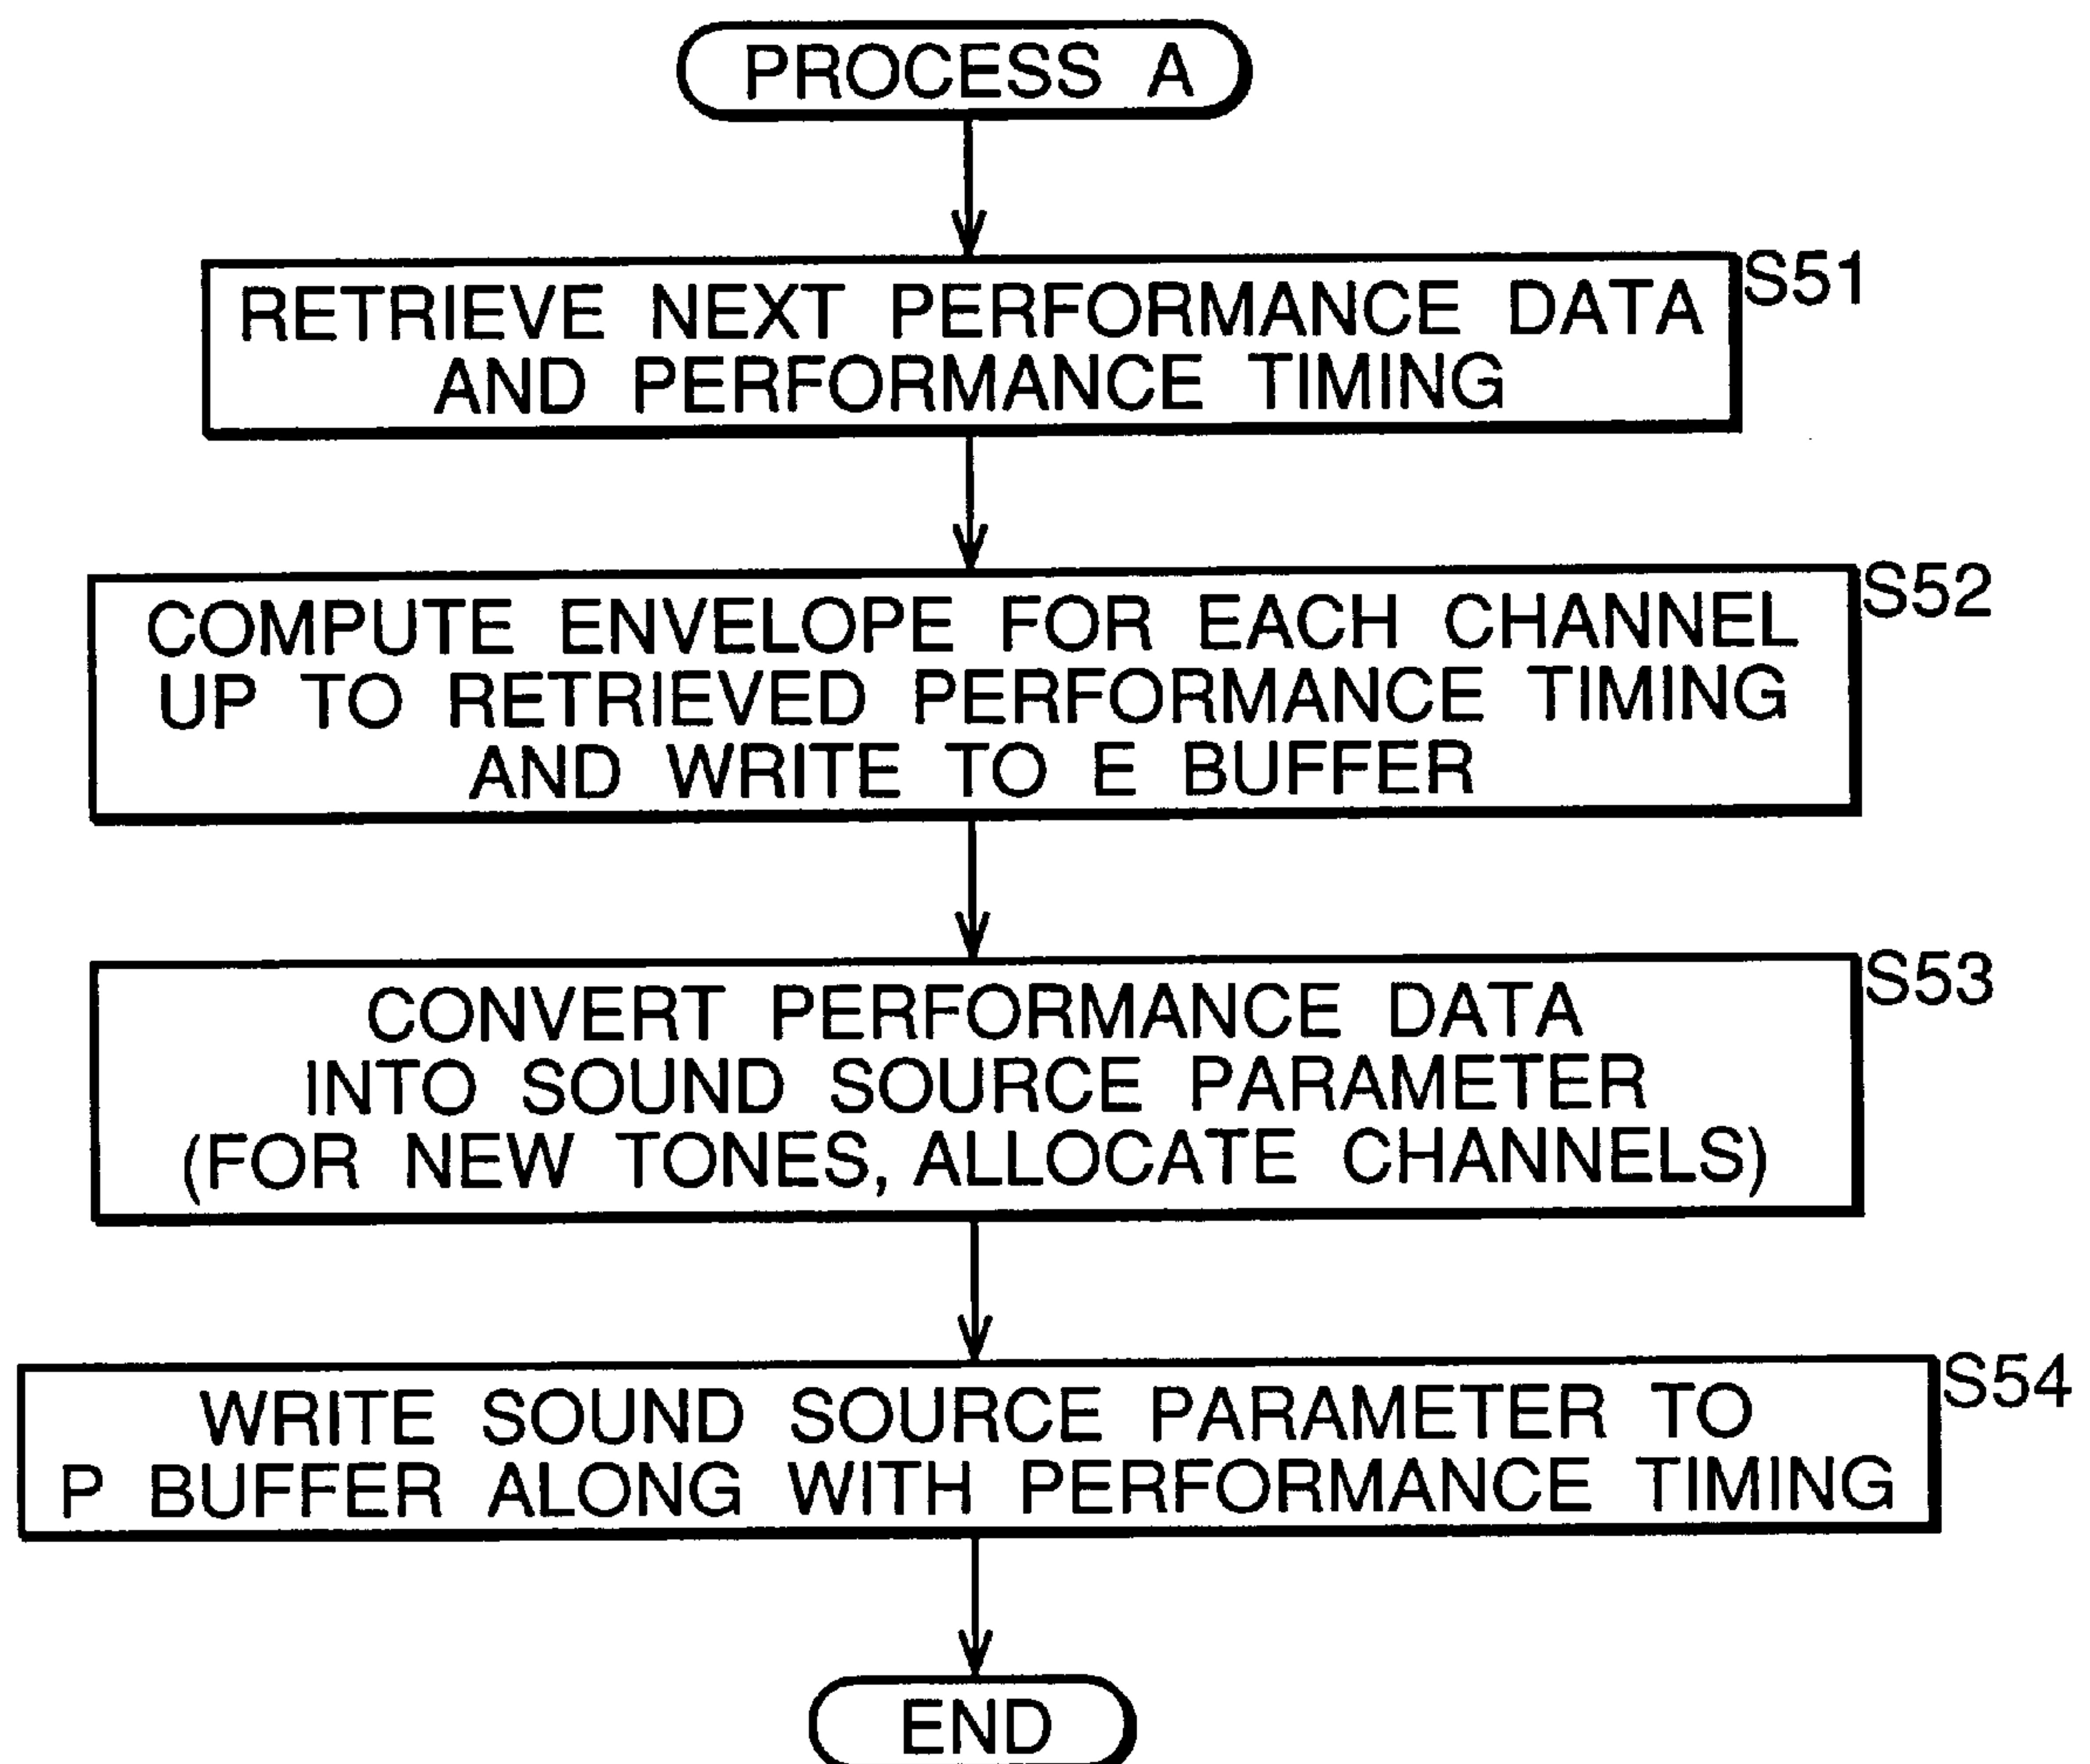 PROCESS A
S51
RETRIEVE NEXT PERFORMANCE DATA
AND PERFORMANCE TIMING
S52
COMPUTE ENVELOPE FOR EACH CHANNEL
UP TO RETRIEVED PERFORMANCE TIMING
AND WRITE TO E BUFFER
S53
CONVERT PERFORMANCE DATA
INTO SOUND SOURCE PARAMETER
(FOR NEW TONES, ALLOCATE CHANNELS)
S54
WRITE SOUND SOURCE PARAMETER TO
P BUFFER ALONG WITH PERFORMANCE TIMING
END